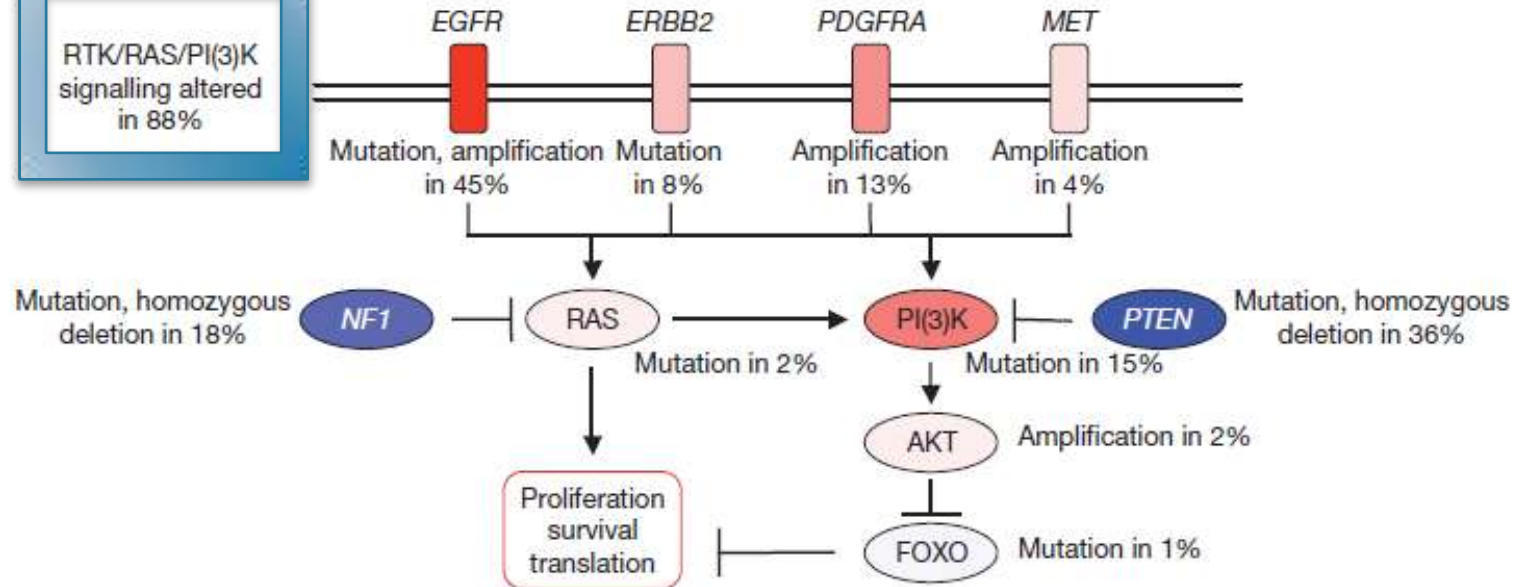 RTK/RAS/PI(3)K
signalling altered
in 88%
EGFR
ERBB2
PDGFRA
MET
Mutation, amplification
in 45%
Mutation
in 8%
Amplification
in 13%
Amplification
in 4%
Mutation, homozygous
deletion in 18%
NF1
RAS
Mutation in 2%
PI(3)K
Mutation in 15%
PTEN
Mutation, homozygous
deletion in 36%
AKT
Amplification in 2%
Proliferation
survival
translation
FOXO
Mutation in 1%